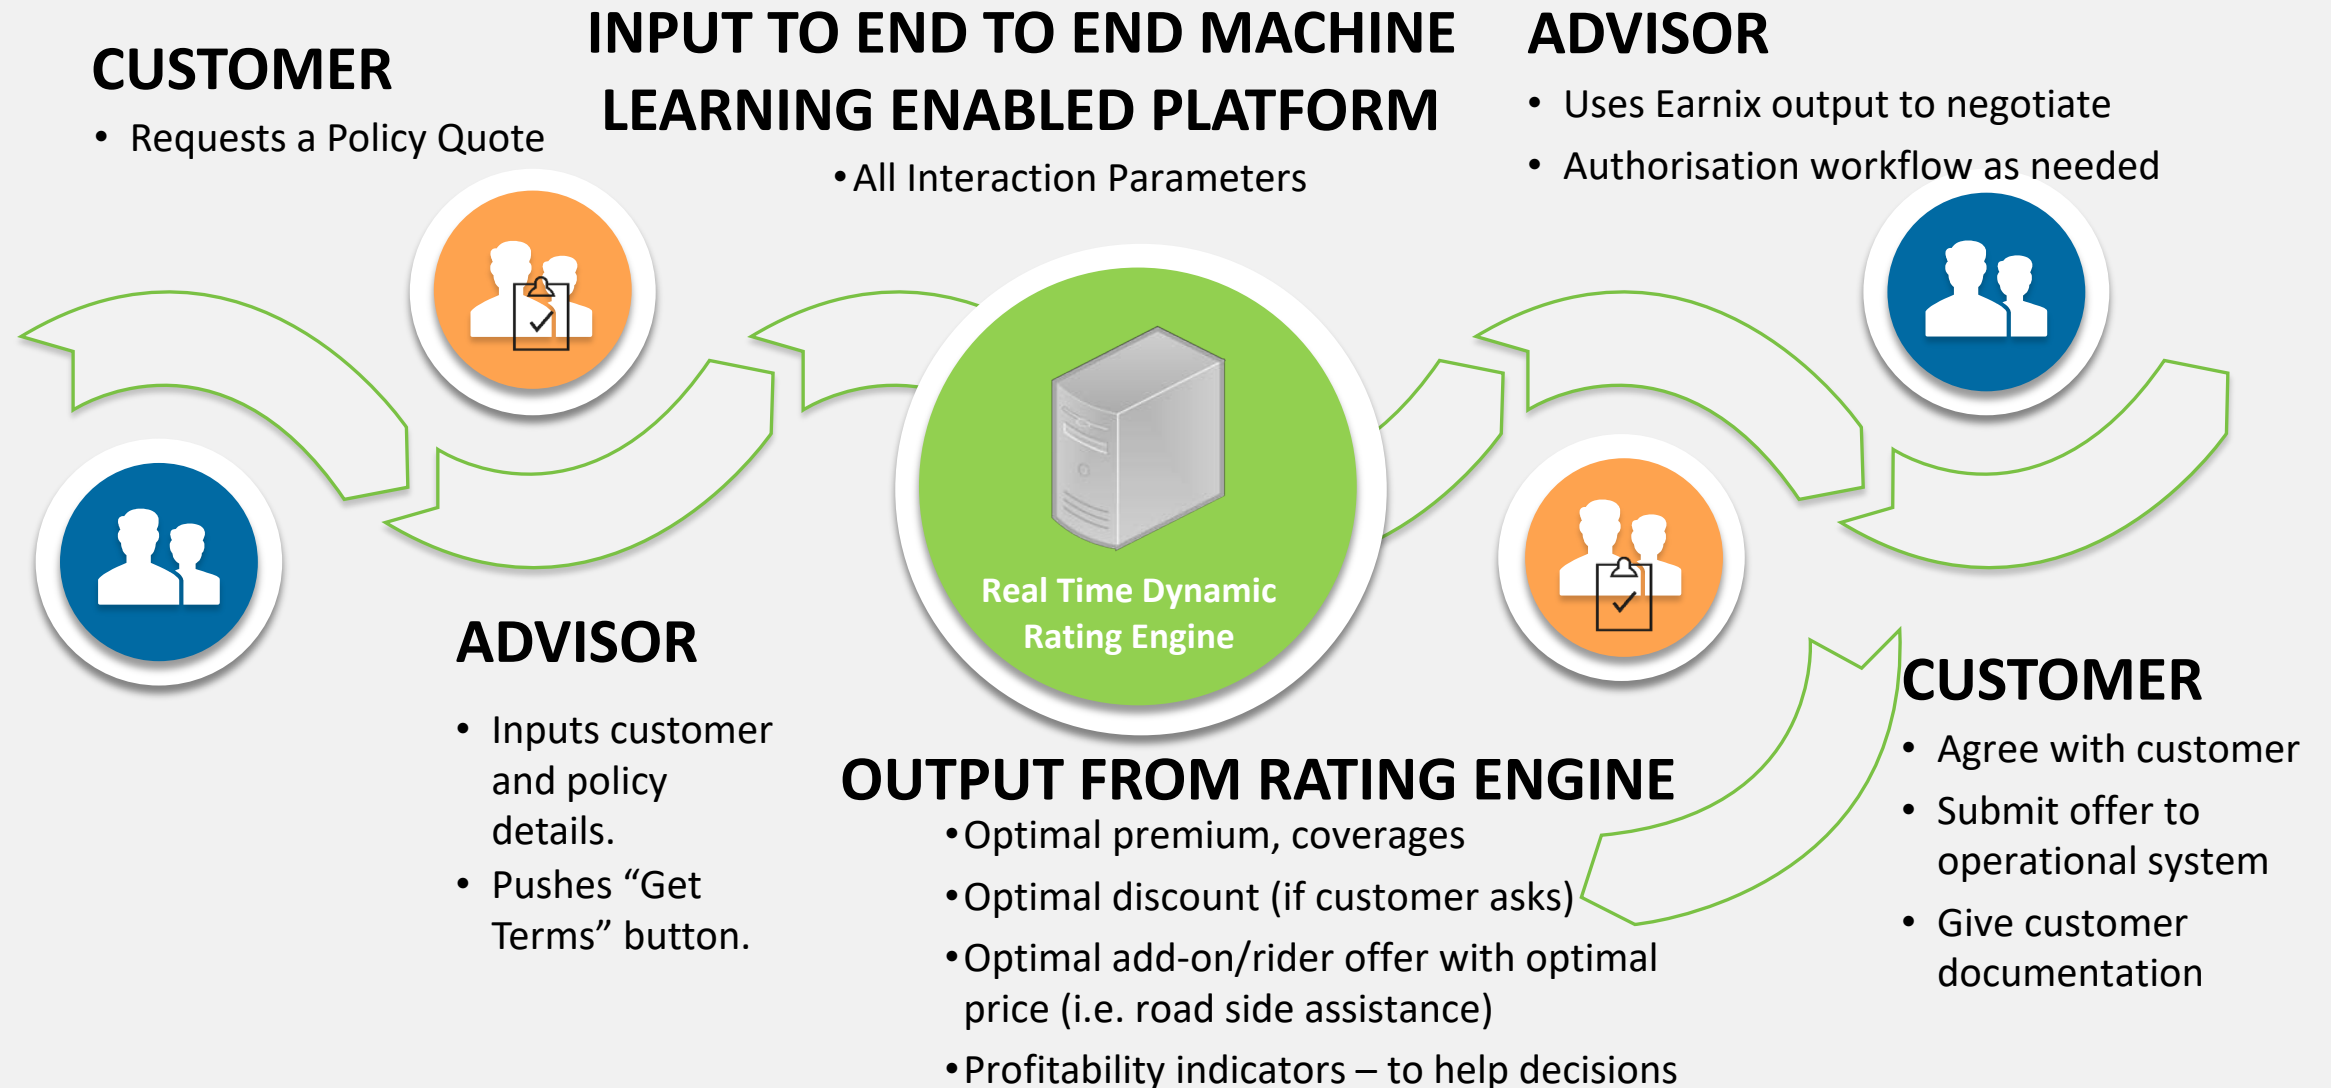 CUSTOMER
• Requests a Policy Quote
INPUT TO END TO END MACHINE
LEARNING ENABLED PLATFORM
•All Interaction Parameters
ADVISOR
• Uses Earnix output to negotiate
• Authorisation workflow as needed
Real Time Dynamic
Rating Engine
ADVISOR
• Inputs customer
and policy
details.
• Pushes “Get
Terms” button.
OUTPUT FROM RATING ENGINE
•Optimal premium, coverages
•Optimal discount (if customer asks)
•Optimal add-on/rider offer with optimal
price (i.e. road side assistance)
•Profitability indicators – to help decisions
CUSTOMER
• Agree with customer
• Submit offer to
operational system
• Give customer
documentation